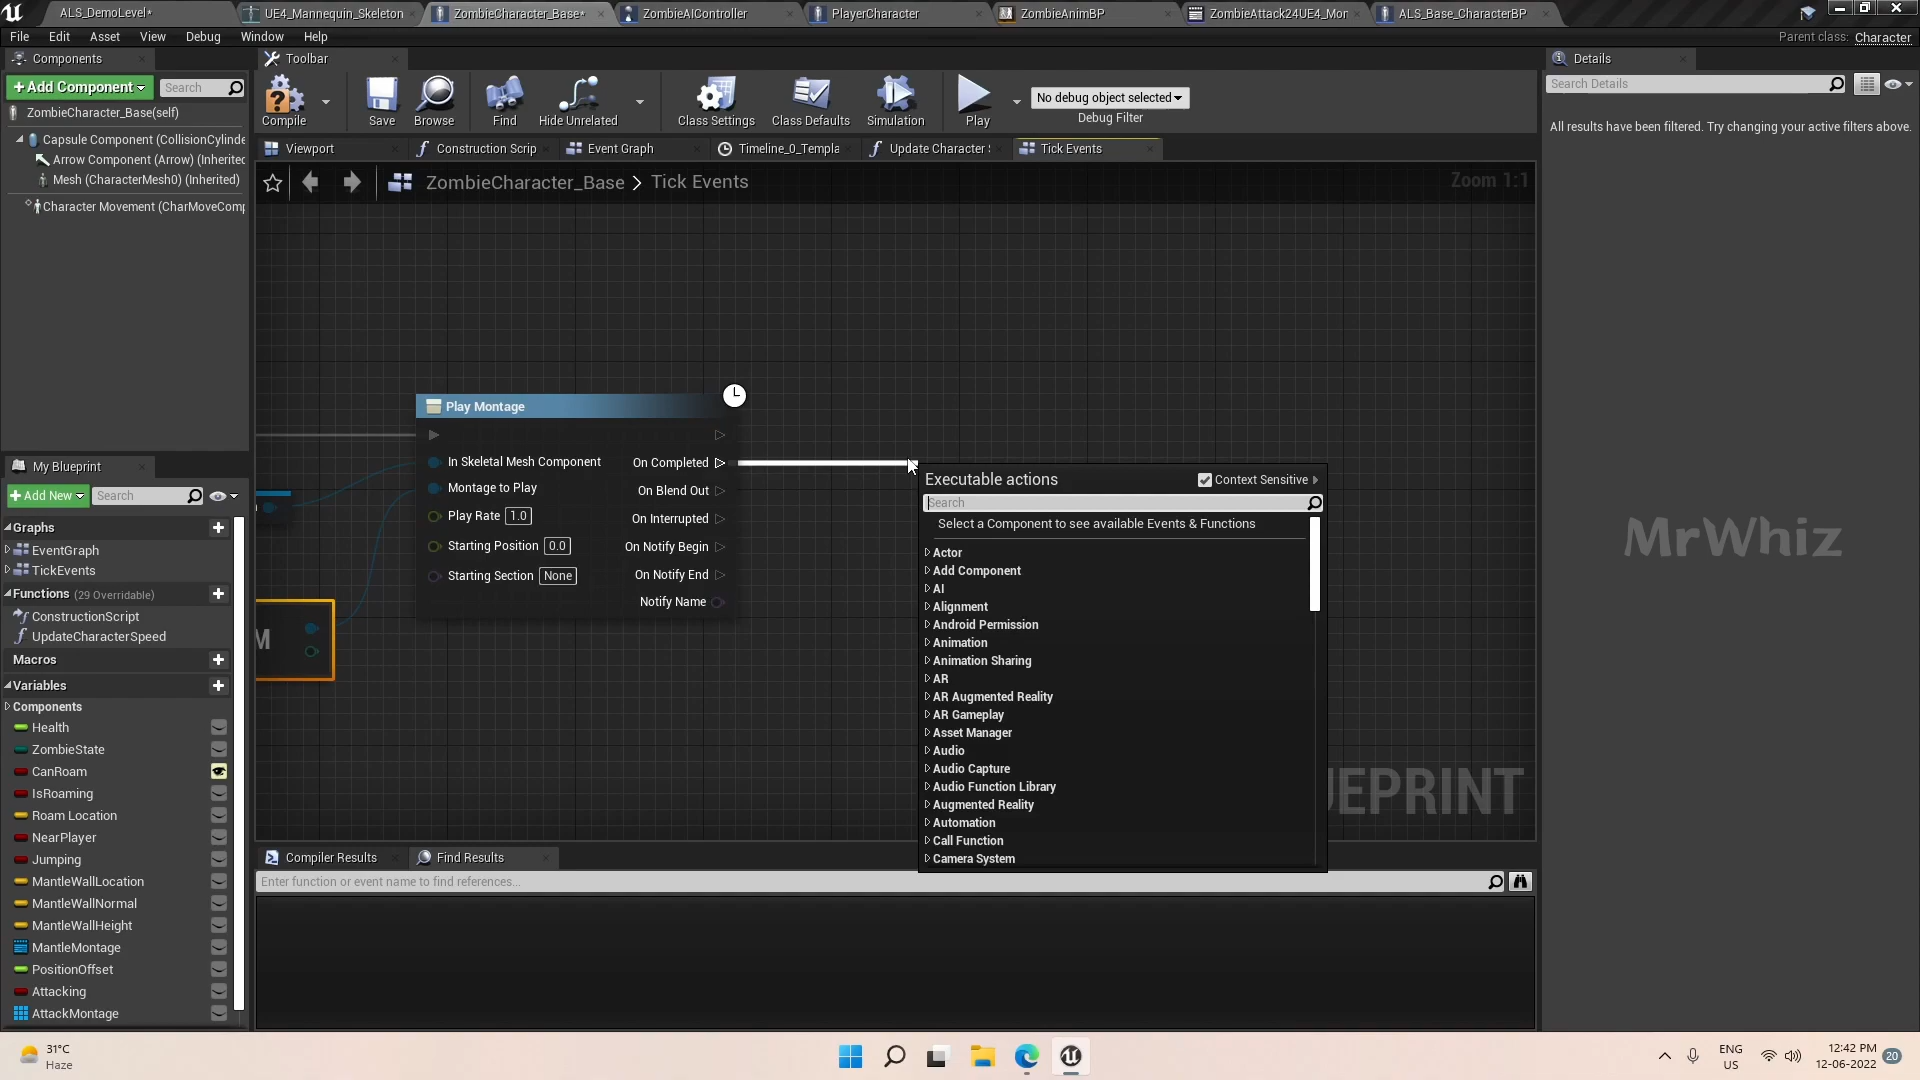 ALS_DemoLevel*
UE4_Mannequin_Skeleton
ZombieCharacter_Base*
ZombieAIController
PlayerCharacter
ZombieAnimBP
ZombieAttack24UE4_Mon
ALS_Base_CharacterBP
File Edit Asset View Debug Window Help
Parent class: Character
Components
Toolbar
Details
+Add Component
Search
ZombieCharacter_Base(self)
Capsule Component (CollisionCylinde
Arrow Component (Arrow) (Inherited
Mesh (CharacterMesh0) (Inherited)
Character Movement (CharMoveComp
Compile
Save
Browse
Find
Hide Unrelated
Class Settings
Class Defaults
Simulation
Play
No debug object selected
Debug Filter
Search Details
All results have been filtered. Try changing your active filters above.
Viewport
Construction Scrip
Event Graph
Timeline_0_Templa
Update Character
Tick Events
ZombieCharacter_Base > Tick Events
Zoom 1:1
Play Montage
In Skeletal Mesh Component
Montage to Play
Play Rate 1.0
Starting Position 0.0
Starting Section None
On Completed
On Blend Out
On Interrupted
On Notify Begin
On Notify End
Notify Name
M
Executable actions
Context Sensitive
Search
Select a Component to see available Events & Functions
Actor
Add Component
AI
Alignment
Android Permission
Animation
Animation Sharing
AR
AR Augmented Reality
AR Gameplay
Asset Manager
Audio
Audio Capture
Audio Function Library
Augmented Reality
Automation
Call Function
Camera System
UEPRINT
MrWhiz
My Blueprint
+Add New
Search
Graphs
EventGraph
TickEvents
Functions (29 Overridable)
ConstructionScript
UpdateCharacterSpeed
Macros
Variables
Components
Health
ZombieState
CanRoam
IsRoaming
Roam Location
NearPlayer
Jumping
MantleWallLocation
MantleWallNormal
MantleWallHeight
MantleMontage
PositionOffset
Attacking
AttackMontage
Compiler Results
Find Results
Enter function or event name to find references...
31°C
Haze
ENG
US
12:42 PM
12-06-2022
20